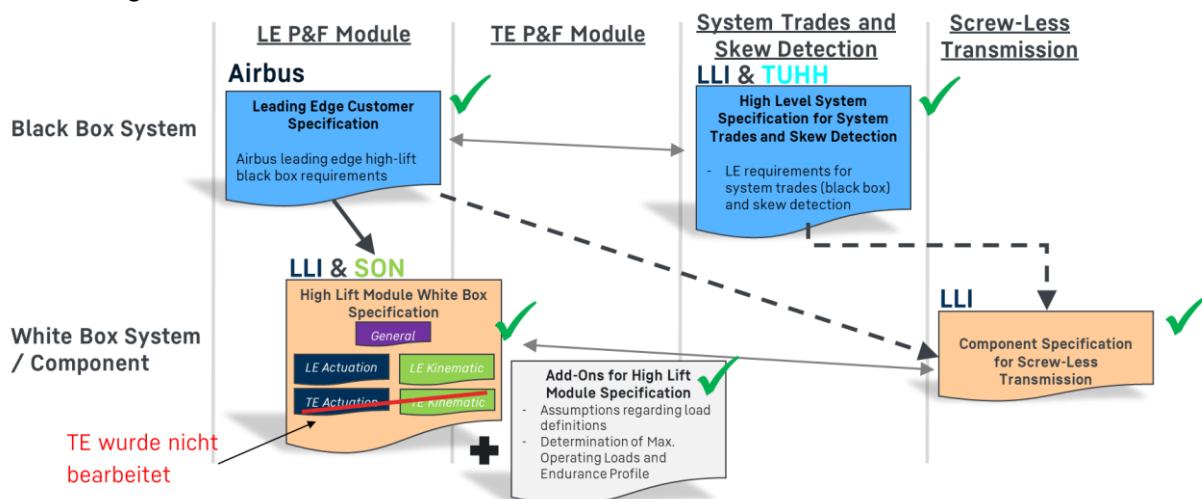 LE P&F Module
TE P&F Module
System Trades and
Skew Detection
Screw-Less
Transmission
Airbus
LLI & TUHH
Black Box System
Leading Edge Customer
Specification
Airbus leading edge high-lift
black box requirements
High Level System
Specification for System
Trades and Skew Detection
- LE requirements for
system trades (black box)
and skew detection
LLI & SON
LLI
White Box System
/ Component
High Lift Module White Box
Specification
General
LE Actuation
LE Kinematic
TE Actuation
TE Kinematic
Add-Ons for High Lift
Module Specification
- Assumptions regarding load
definitions
- Determination of Max.
Operating Loads and
Endurance Profile
Component Specification
for Screw-Less
Transmission
TE wurde nicht
bearbeitet